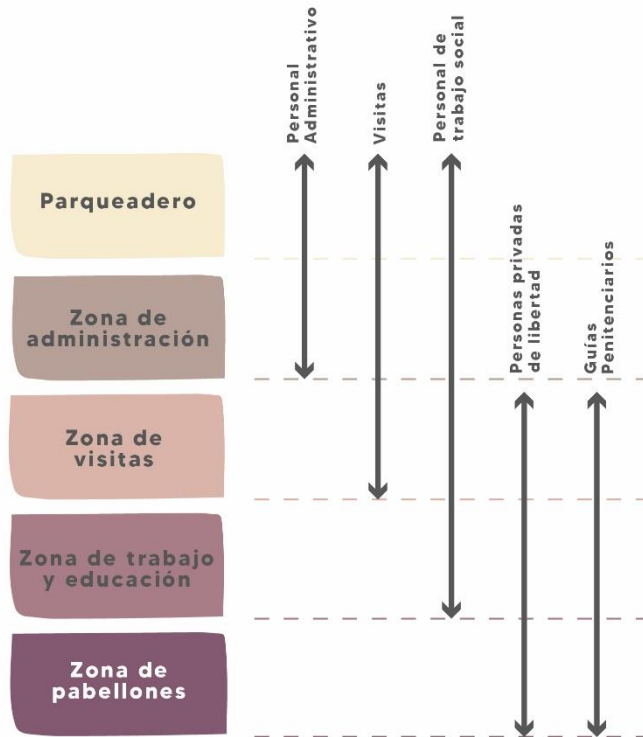 Personal
Administrativo
Visitas
Personal de
trabajo social
Parqueadero
Personas privadas
de libertad
Guías
Penitenciarios
Zona de
administración
Zona de
visitas
Zona de trabajo
y educación
Zona de
pabellones